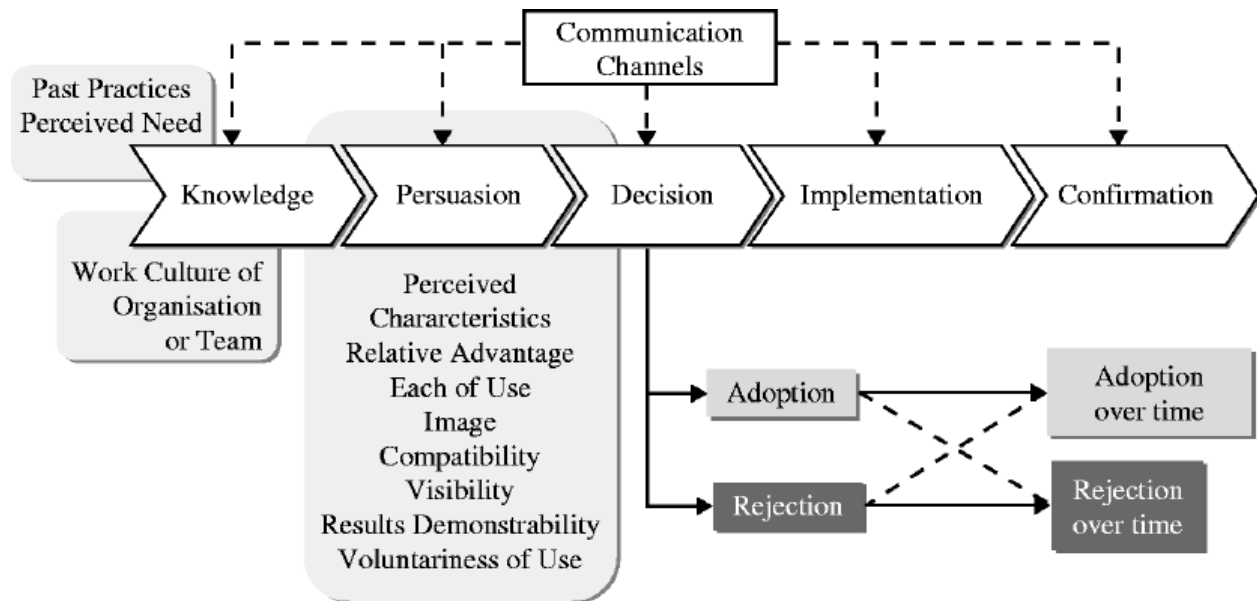 Communication
Channels
Past Practices
Perceived Need
Knowledge
Persuasion
Decision
Implementation
Confirmation
Work Culture of
Organisation
or Team
Perceived
Chararcteristics
Relative Advantage
Each of Use
Image
Compatibility
Visibility
Results Demonstrability
Voluntariness of Use
Adoption
Adoption
over time
Rejection
Rejection
over time